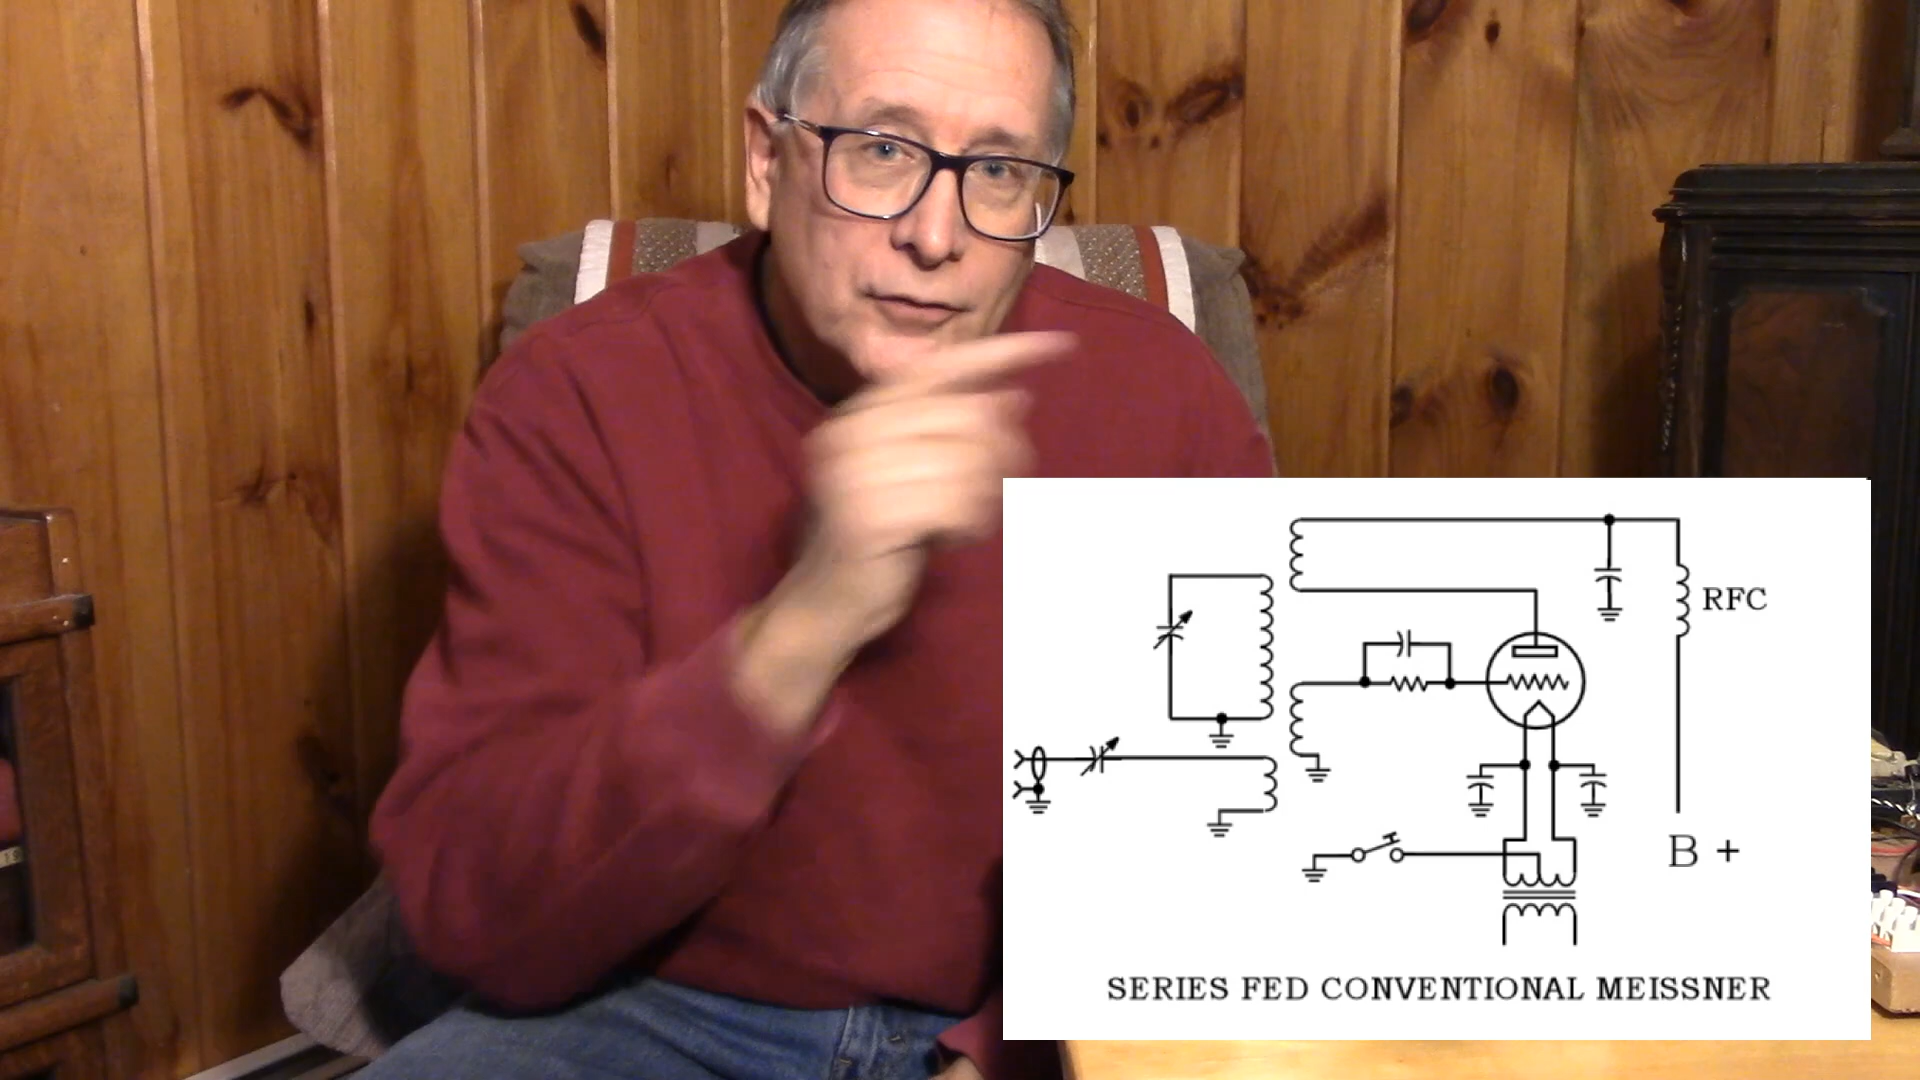 RFC
B +
SERIES FED CONVENTIONAL MEISSNER